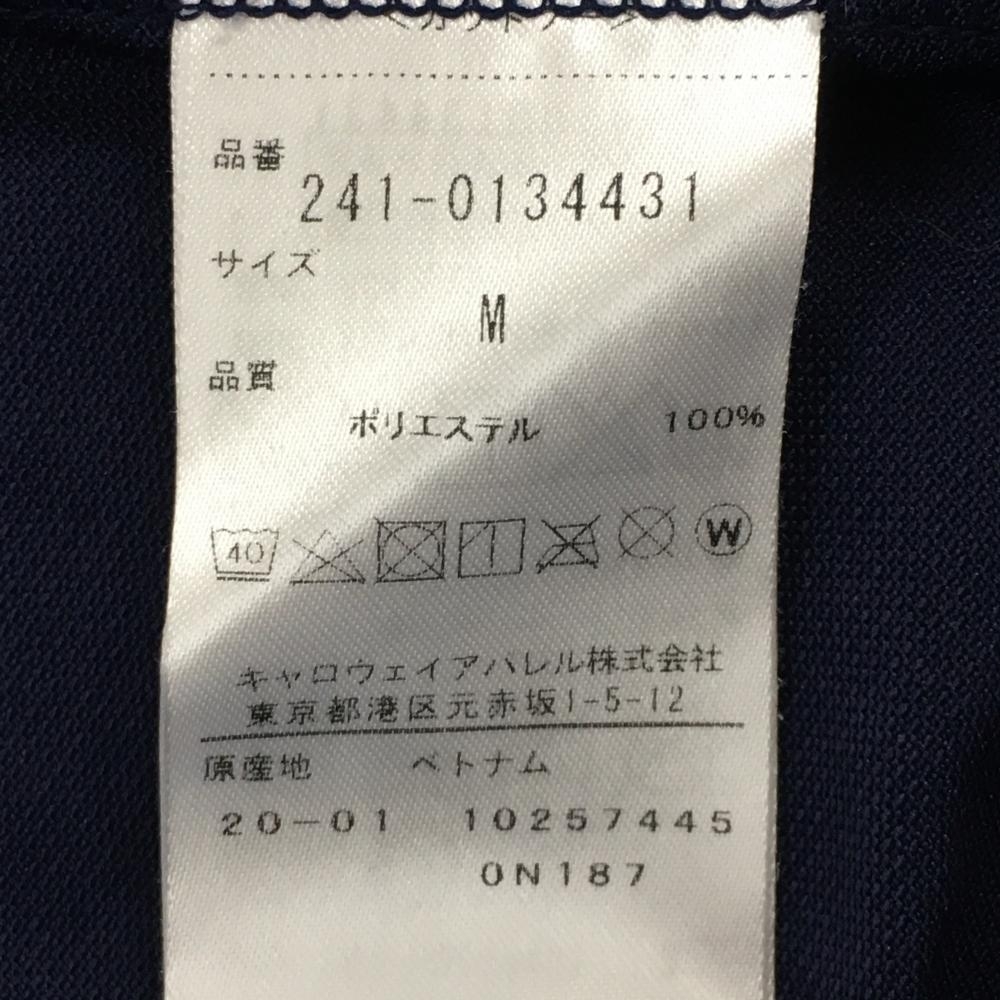 品番
241-0134431
サイズ
M
品質
ポリエステル 100%
40 W
キャロウェイアパレル株式会社
東京都港区元赤坂1-5-12
原産地 ベトナム
20-01 10257445
0N187